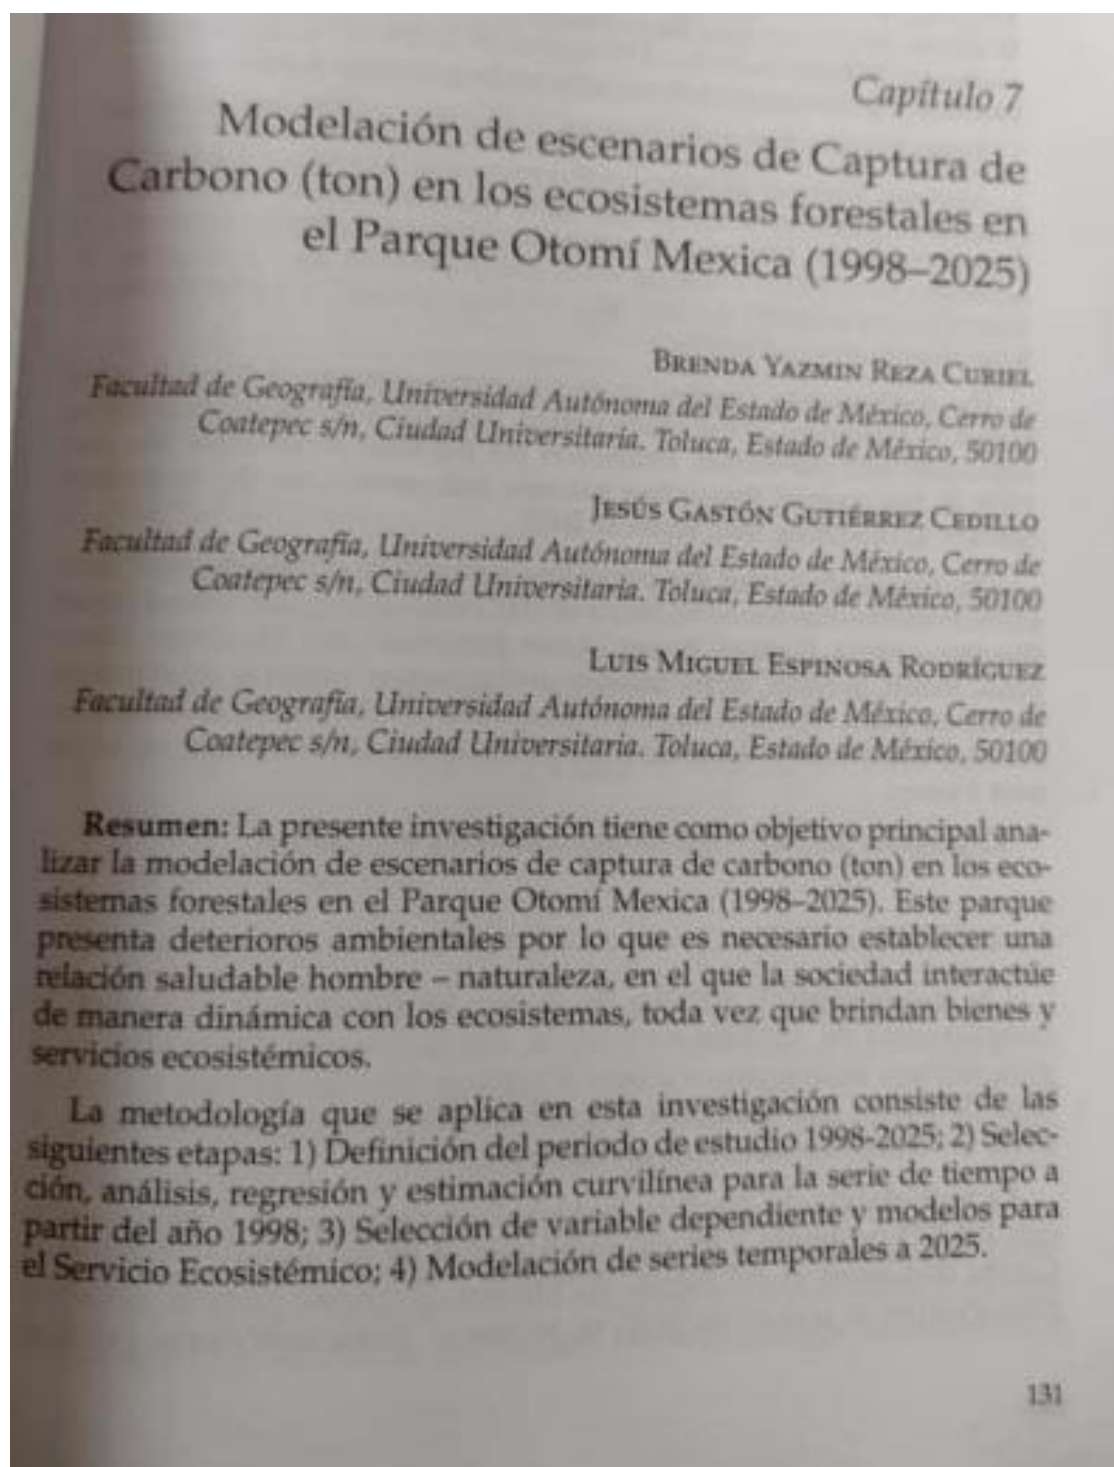 Capítulo 7
Modelación de escenarios de Captura de
Carbono (ton) en los ecosistemas forestales en
el Parque Otomí Mexica (1998–2025)
BRENDA YAZMIN REZA CURIEL
Facultad de Geografía, Universidad Autónoma del Estado de México, Cerro de
Coatepec s/n, Ciudad Universitaria. Toluca, Estado de México, 50100
JESÚS GASTÓN GUTIÉRREZ CEDILLO
Facultad de Geografía, Universidad Autónoma del Estado de México, Cerro de
Coatepec s/n, Ciudad Universitaria. Toluca, Estado de México, 50100
LUIS MIGUEL ESPINOSA RODRÍGUEZ
Facultad de Geografía, Universidad Autónoma del Estado de México, Cerro de
Coatepec s/n, Ciudad Universitaria. Toluca, Estado de México, 50100
Resumen: La presente investigación tiene como objetivo principal ana-
lizar la modelación de escenarios de captura de carbono (ton) en los eco-
sistemas forestales en el Parque Otomí Mexica (1998–2025). Este parque
presenta deterioros ambientales por lo que es necesario establecer una
relación saludable hombre – naturaleza, en el que la sociedad interactúe
de manera dinámica con los ecosistemas, toda vez que brindan bienes y
servicios ecosistémicos.
La metodología que se aplica en esta investigación consiste de las
siguientes etapas: 1) Definición del periodo de estudio 1998-2025; 2) Selec-
ción, análisis, regresión y estimación curvilínea para la serie de tiempo a
partir del año 1998; 3) Selección de variable dependiente y modelos para
el Servicio Ecosistémico; 4) Modelación de series temporales a 2025.
131